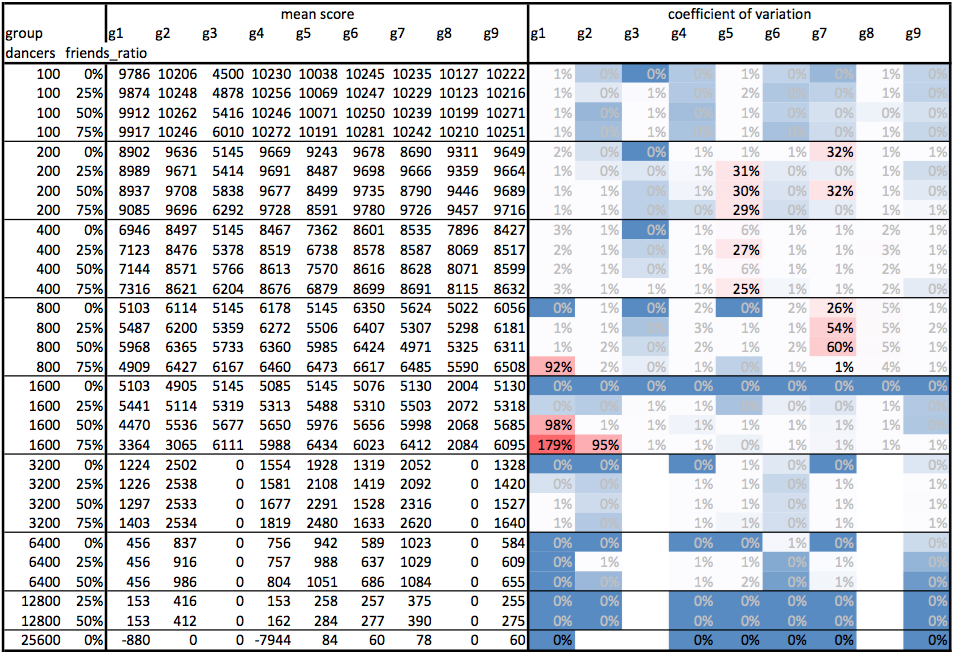 mean score coefficient of variation
group g1 g2 g3 g4 g5 g6 g7 g8 g9 g1 g2 g3 g4 g5 g6 g7 g8 g9
dancers friends_ratio
100 0% 9786 10206 4500 10230 10038 10245 10235 10127 10222 1% 0% 0% 0% 1% 0% 0% 1% 0%
100 25% 9874 10248 4878 10256 10069 10247 10229 10123 10216 1% 0% 1% 0% 2% 0% 0% 1% 0%
100 50% 9912 10262 5416 10246 10071 10250 10239 10199 10271 1% 0% 1% 0% 1% 0% 0% 0% 0%
100 75% 9917 10246 6010 10272 10191 10281 10242 10210 10251 1% 0% 1% 0% 1% 0% 0% 1% 0%
200 0% 8902 9636 5145 9669 9243 9678 8690 9311 9649 2% 0% 0% 1% 1% 1% 32% 1% 1%
200 25% 8989 9671 5414 9691 8487 9698 9666 9359 9664 1% 0% 0% 1% 31% 0% 0% 1% 0%
200 50% 8937 9708 5838 9677 8499 9735 8790 9446 9689 1% 1% 0% 1% 30% 0% 32% 1% 0%
200 75% 9085 9696 6292 9728 8591 9780 9726 9457 9716 1% 1% 0% 0% 29% 0% 0% 1% 1%
400 0% 6946 8497 5145 8467 7362 8601 8535 7896 8427 3% 1% 0% 1% 6% 1% 1% 2% 1%
400 25% 7123 8476 5378 8519 6738 8578 8587 8069 8517 2% 1% 0% 1% 27% 1% 1% 3% 1%
400 50% 7144 8571 5766 8613 7570 8616 8628 8071 8599 2% 1% 0% 1% 6% 1% 1% 2% 1%
400 75% 7316 8621 6204 8676 6879 8699 8691 8115 8632 3% 1% 1% 1% 25% 1% 1% 2% 0%
800 0% 5103 6114 5145 6178 5145 6350 5624 5022 6056 0% 1% 0% 2% 0% 2% 26% 5% 1%
800 25% 5487 6200 5359 6272 5506 6407 5307 5298 6181 1% 1% 0% 3% 1% 1% 54% 5% 2%
800 50% 5968 6365 5733 6360 5985 6424 4971 5325 6311 1% 2% 0% 2% 1% 2% 60% 5% 1%
800 75% 4909 6427 6167 6460 6473 6617 6485 5590 6508 92% 2% 0% 1% 0% 1% 1% 4% 1%
1600 0% 5103 4905 5145 5085 5145 5076 5130 2004 5130 0% 0% 0% 0% 0% 0% 0% 0% 0%
1600 25% 5441 5114 5319 5313 5488 5310 5503 2072 5318 0% 0% 1% 1% 0% 0% 0% 1% 0%
1600 50% 4470 5536 5677 5650 5976 5656 5998 2068 5685 98% 1% 1% 1% 1% 1% 1% 1% 0%
1600 75% 3364 3065 6111 5988 6434 6023 6412 2084 6095 179% 95% 1% 1% 0% 1% 1% 1% 1%
3200 0% 1224 2502 0 1554 1928 1319 2052 0 1328 0% 0% 0% 1% 0% 0% 0%
3200 25% 1226 2538 0 1581 2108 1419 2092 0 1420 0% 0% 1% 1% 0% 1% 1%
3200 50% 1297 2533 0 1677 2291 1528 2316 0 1527 1% 0% 1% 1% 0% 1% 1%
3200 75% 1403 2534 0 1819 2480 1633 2620 0 1640 1% 0% 1% 1% 0% 1% 1%
6400 0% 456 837 0 756 942 589 1023 0 584 0% 0% 0% 0% 1% 0% 0%
6400 25% 456 916 0 757 988 637 1029 0 609 0% 1% 1% 1% 0% 1% 0%
6400 50% 456 986 0 804 1051 686 1084 0 655 0% 0% 1% 2% 0% 1% 0%
12800 25% 153 416 0 153 258 257 375 0 255 0% 0% 0% 0% 0% 0% 0%
12800 50% 153 412 0 162 284 277 390 0 275 0% 0% 0% 0% 0% 0% 0%
25600 0% -880 0 0 -7944 84 60 78 0 60 0% 0% 0% 0% 0% 0%